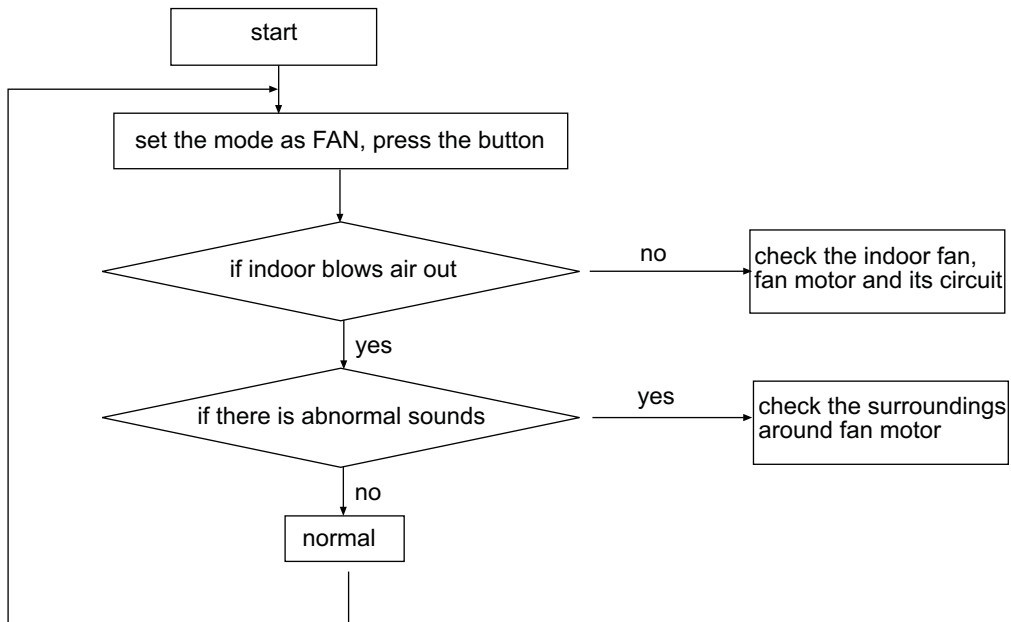 start
set the mode as FAN, press the button
if indoor blows air out
no
check the indoor fan,
fan motor and its circuit
yes
if there is abnormal sounds
yes
check the surroundings
around fan motor
no
normal